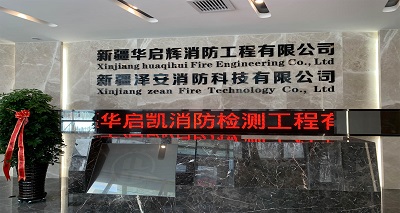 新疆华启辉消防工程有限公司
Xinjiang huaqihui Fire Engineering Co., Ltd
新疆泽安消防科技有限公司
Xinjiang zean Fire Technology Co., Ltd
华启凯消防检测工程有